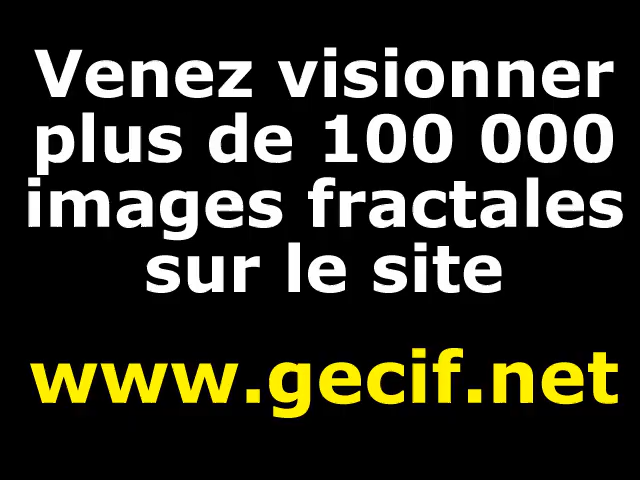 Venez visionner
plus de 100 000
images fractales
sur le site
www.gecif.net